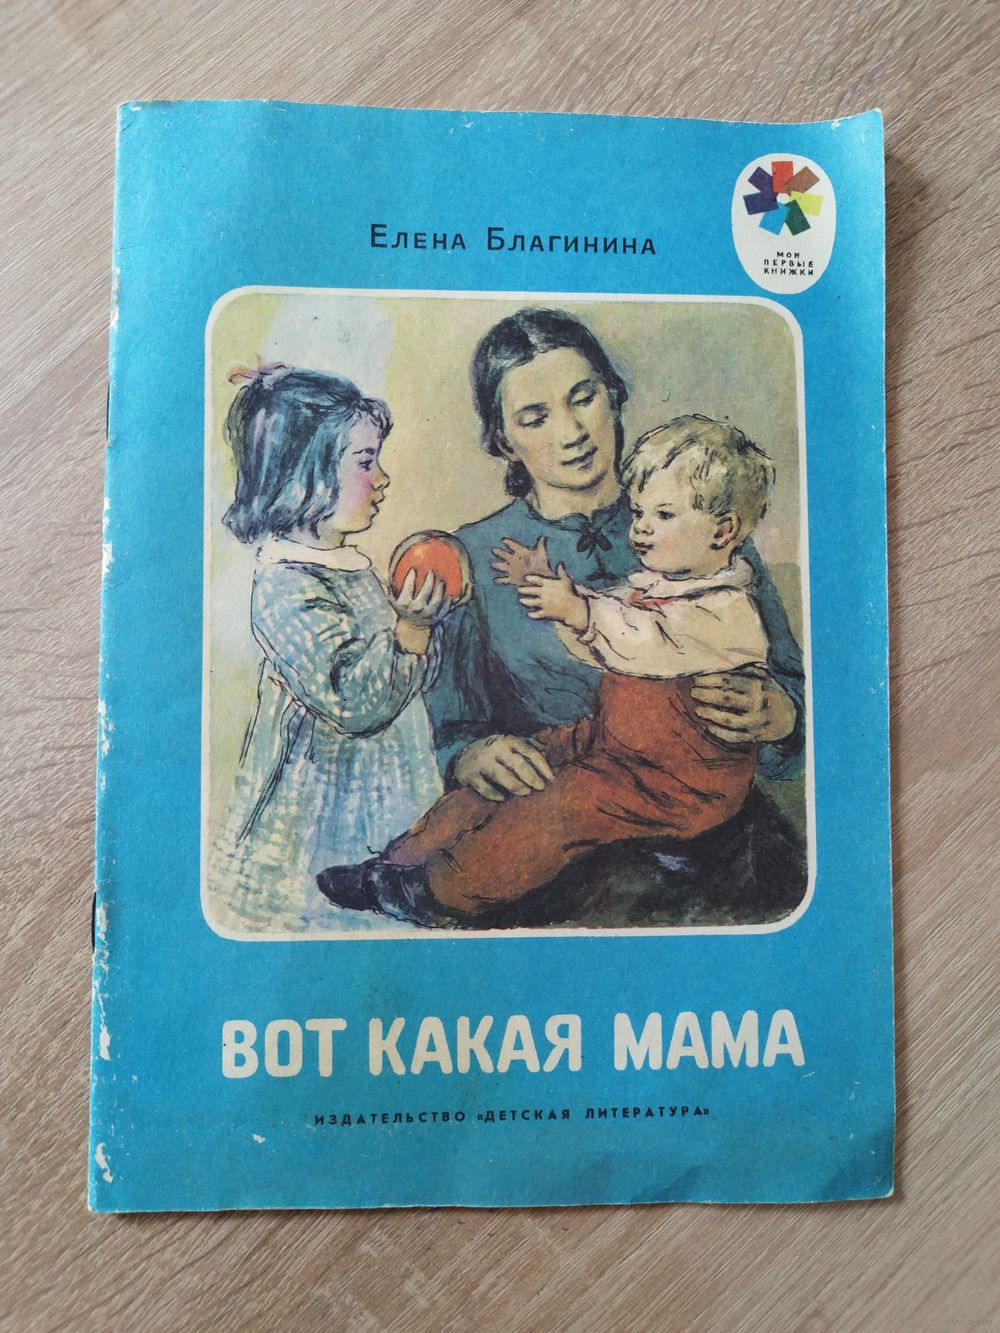 Елена Благинина
МОИ
ПЕРВЫЕ
КНИЖКИ
ВОТ КАКАЯ МАМА
ИЗДАТЕЛЬСТВО «ДЕТСКАЯ ЛИТЕРАТУРА»